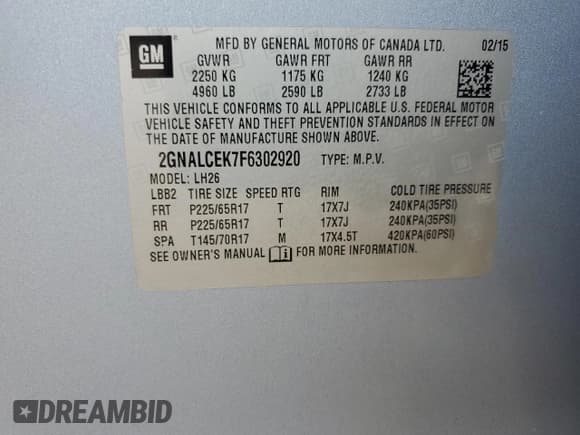 GM MFD BY GENERAL MOTORS OF CANADA LTD. 02/15
GVWR GAWR FRT GAWR RR
2250 KG 1175 KG 1240 KG
4960 LB 2590 LB 2733 LB
THIS VEHICLE CONFORMS TO ALL APPLICABLE U.S. FEDERAL MOTOR
VEHICLE SAFETY AND THEFT PREVENTION STANDARDS IN EFFECT ON
THE DATE OF MANUFACTURE SHOWN ABOVE.
2GNALCEK7F6302920 TYPE: M.P.V.
MODEL: LH26
LBB2 TIRE SIZE SPEED RTG RIM COLD TIRE PRESSURE
FRT P225/65R17 T 17X7J 240KPA(35PSI)
RR P225/65R17 T 17X7J 240KPA(35PSI)
SPA T145/70R17 M 17X4.5T 420KPA(60PSI)
SEE OWNER'S MANUAL FOR MORE INFORMATION.
DREAMBID